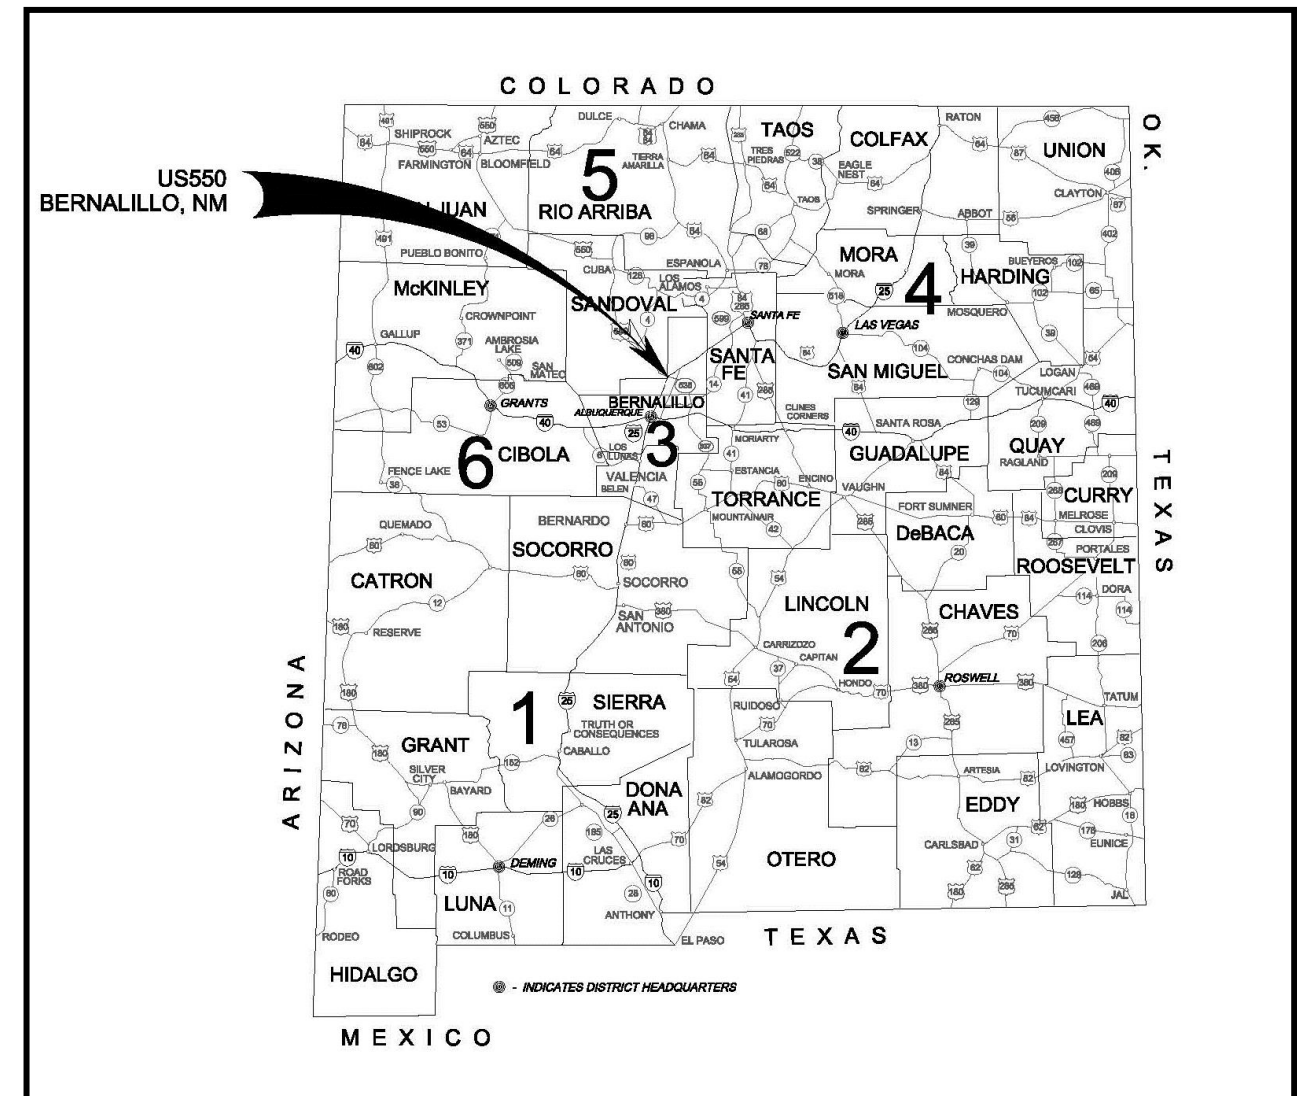 COLORADO
OK.
US550
BERNALILLO, NM
SHIPROCK
AZTEC
FARMINGTON
BLOOMFIELD
DULCE
CHAMA
TIERRA
AMARILLA
5
RIO ARRIBA
TAOS
TRES
PIEDRAS
EAGLE
NEST
TAOS
COLFAX
RATON
UNION
CLAYTON
SPRINGER
ABBOT
JUAN
PUEBLO BONITO
CUBA
ESPANOLA
LOS
ALAMOS
MORA
MORA
4
HARDING
BUEYEROS
MOSQUERO
McKINLEY
CROWNPOINT
SANDOVAL
SANTA FE
LAS VEGAS
GALLUP
AMBROSIA
LAKE
SAN
MATEO
SANTA
FE
SAN MIGUEL
CONCHAS DAM
LOGAN
TUCUMCARI
GRANTS
BERNALILLO
ALBUQUERQUE
CLINES
CORNERS
SANTA ROSA
6
CIBOLA
3
LOS
LUNAS
MORIARTY
GUADALUPE
QUAY
RAGLAND
FENCE LAKE
VALENCIA
BELEN
ESTANCIA
ENCINO
VAUGHN
TORRANCE
CURRY
QUEMADO
BERNARDO
MOUNTAINAIR
FORT SUMNER
MELROSE
CLOVIS
SOCORRO
DeBACA
PORTALES
ROOSEVELT
CATRON
SOCORRO
DORA
LINCOLN
CHAVES
SAN
ANTONIO
RESERVE
2
CARRIZOZO
CAPITAN
HONDO
ROSWELL
ARIZONA
TEXAS
1
SIERRA
RUIDOSO
TATUM
LEA
TRUTH OR
CONSEQUENCES
CABALLO
TULAROSA
GRANT
SILVER
CITY
BAYARD
ALAMOGORDO
ARTESIA
LOVINGTON
DONA
ANA
EDDY
HOBBS
LORDSBURG
DEMING
LAS
CRUCES
OTERO
CARLSBAD
EUNICE
ROAD
FORKS
LUNA
ANTHONY
JAL
RODEO
COLUMBUS
EL PASO
TEXAS
HIDALGO
- INDICATES DISTRICT HEADQUARTERS
MEXICO